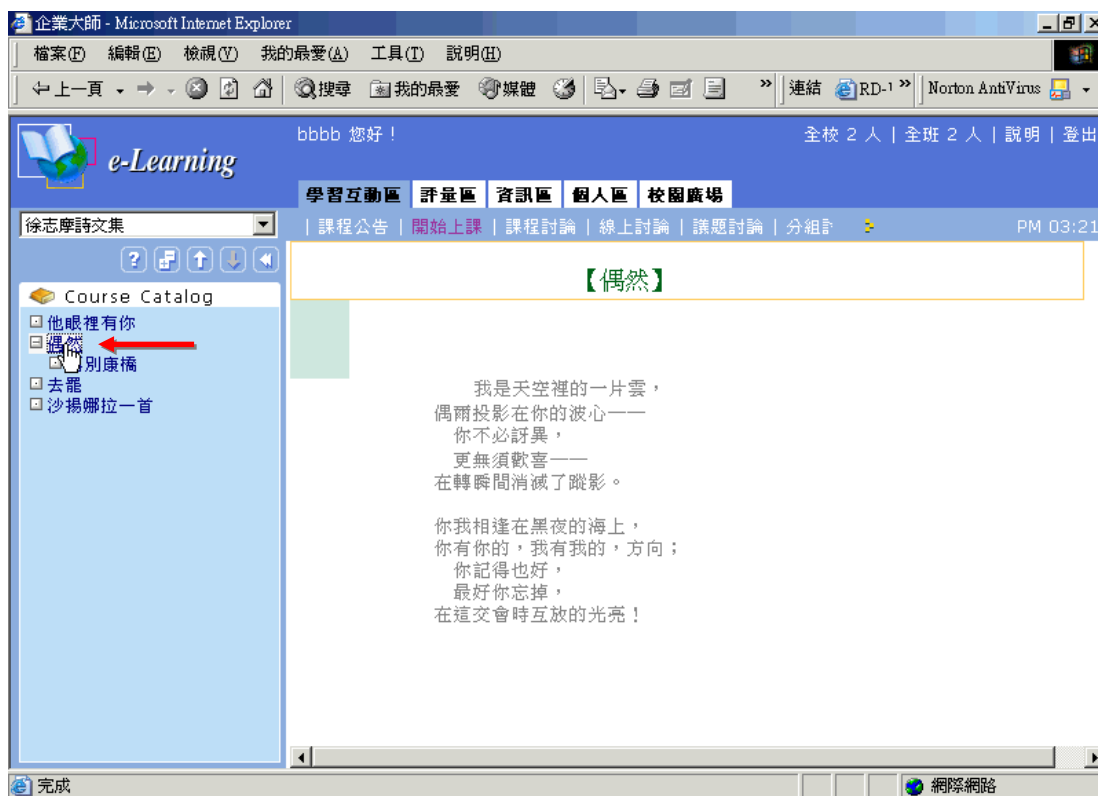 企業大師 - Microsoft Internet Explorer
檔案(F) 編輯(E) 檢視(V) 我的最愛(A) 工具(T) 說明(H)
上一頁 搜尋 我的最愛 媒體 » 連結 RD-1 » Norton AntiVirus
e-Learning
bbbb 您好！ 全校 2 人 | 全班 2 人 | 說明 | 登出
學習互動區 評量區 資訊區 個人區 校園廣場
徐志摩詩文集
| 課程公告 | 開始上課 | 課程討論 | 線上討論 | 議題討論 | 分組 PM 03:21
Course Catalog
他眼裡有你
偶然
別康橋
去罷
沙揚娜拉一首
【偶然】
我是天空裡的一片雲，
偶爾投影在你的波心——
你不必訝異，
更無須歡喜——
在轉瞬間消滅了蹤影。
你我相逢在黑夜的海上，
你有你的，我有我的，方向；
你記得也好，
最好你忘掉，
在這交會時互放的光亮！
完成 網際網路